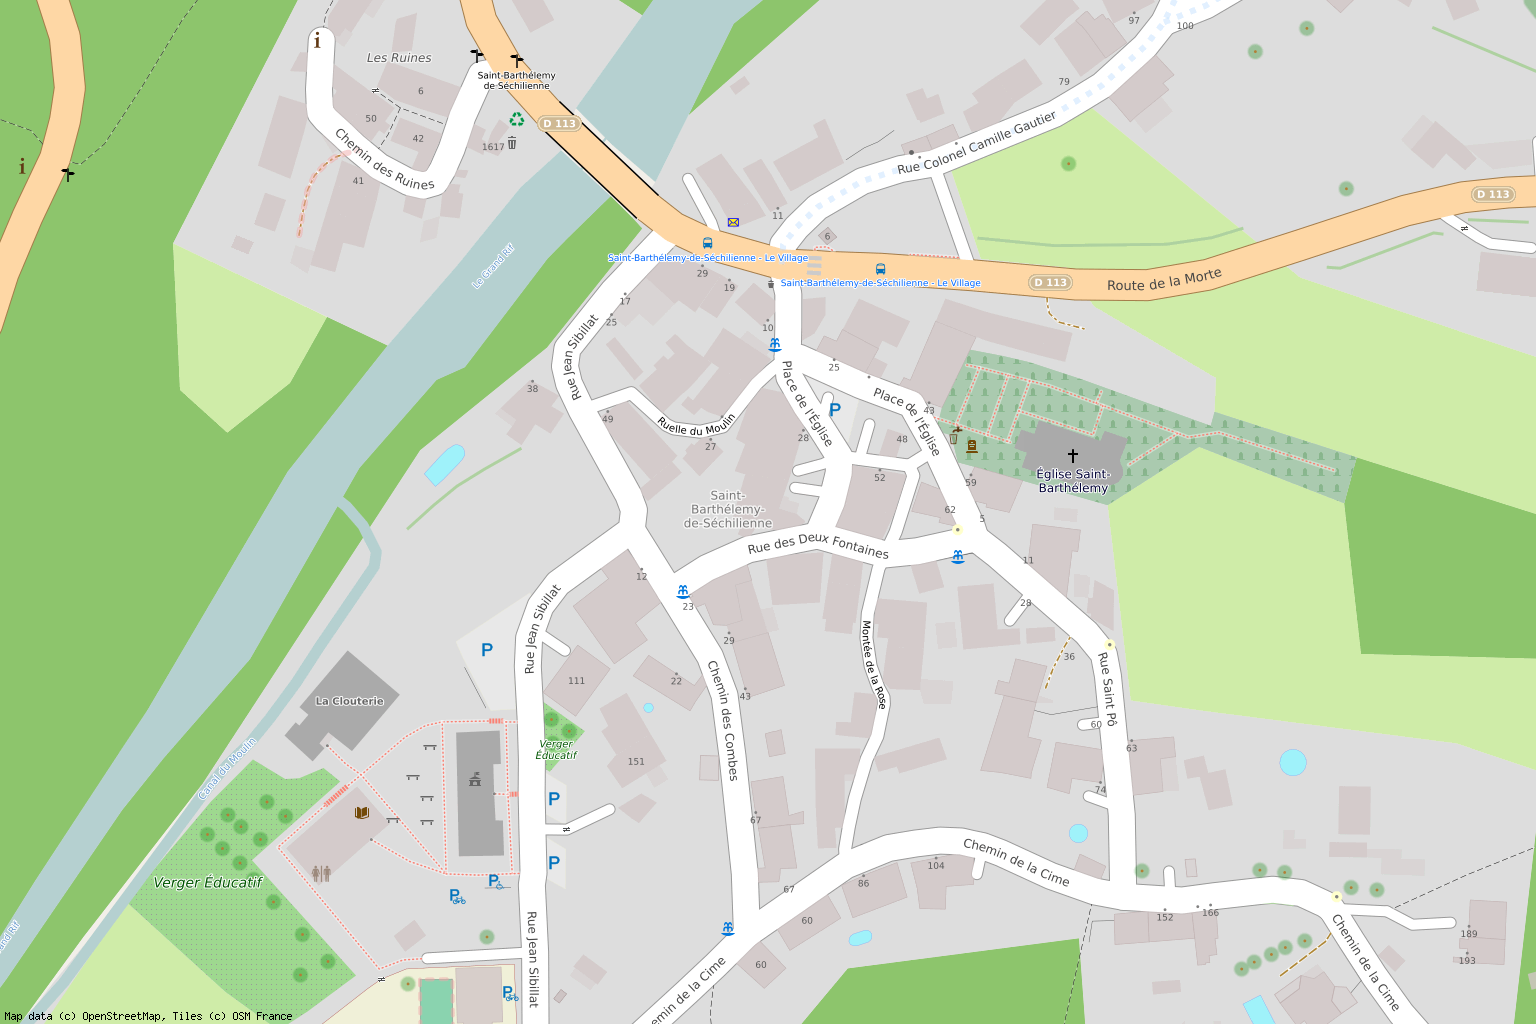 97
100
Les Ruines
Saint-Barthélemy
de Séchilienne
79
6
50
42
1617
D 113
Chemin des Ruines
41
Rue Colonel Camille Gautier
D 113
11
6
Le Grand Rif
Saint-Barthélemy-de-Séchilienne - Le Village
29
19
Saint-Barthélemy-de-Séchilienne - Le Village
D 113
Route de la Morte
17
25
10
Rue Jean Sibillat
Place de l'Église
25
Place de l'Église
38
49
Ruelle du Moulin
27
28
P
43
48
52
59
62
5
Église Saint-
Barthélemy
Saint-
Barthélemy-
de-Séchilienne
Rue des Deux Fontaines
12
23
11
28
Rue Jean Sibillat
P
29
22
43
111
Montée de la Rose
36
Rue Saint Pô
60
63
74
La Clouterie
Chemin des Combes
Verger
Éducatif
151
Canal du Moulin
P
P
67
Verger Éducatif
P
P
Chemin de la Cime
104
86
67
60
60
152
166
Rue Jean Sibillat
P
Chemin de la Cime
189
193
emin de la Cime
and Rif
Map data (c) OpenStreetMap, Tiles (c) OSM France